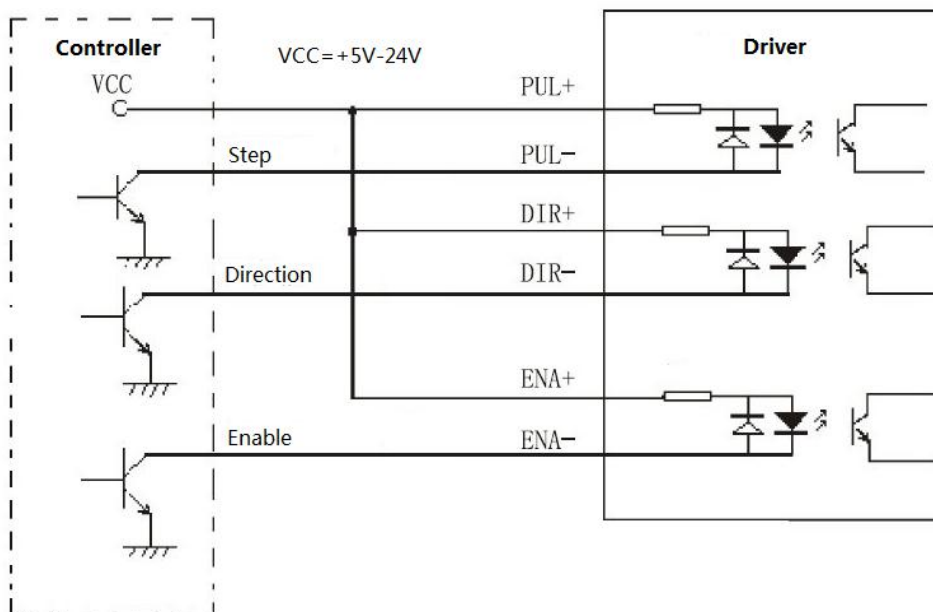 Controller
VCC
VCC=+5V-24V
Driver
PUL+
Step
PUL-
DIR+
Direction
DIR-
ENA+
Enable
ENA-